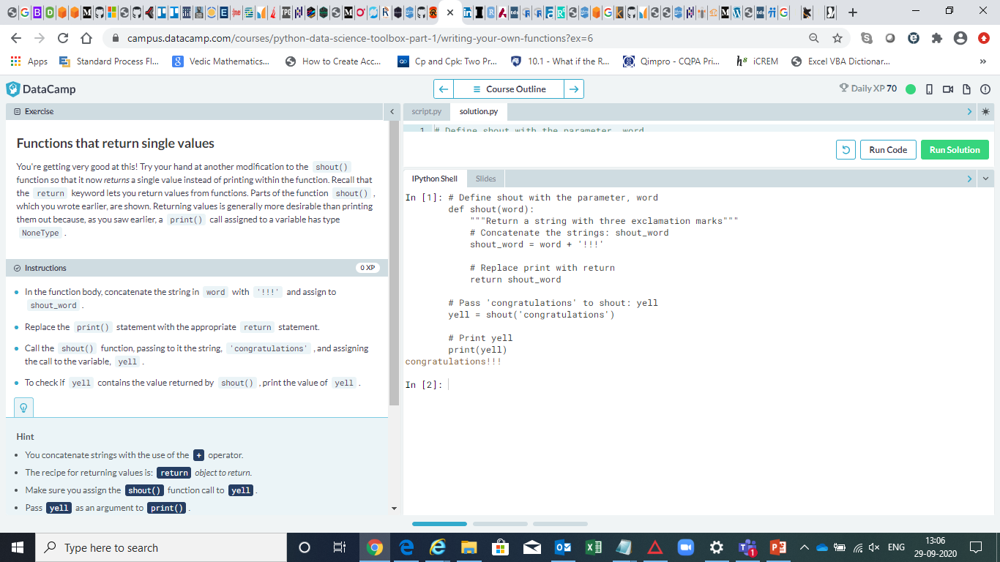 campus.datacamp.com/courses/python-data-science-toolbox-part-1/writing-your-own-functions?ex=6
Apps Standard Process Fl... Vedic Mathematics... How to Create Acc... Cp and Cpk: Two Pr... 10.1 - What if the R... Qimpro - CQPA Pri... iCREM Excel VBA Dictionar... »
DataCamp
Course Outline
Daily XP 70
Exercise
Functions that return single values
You're getting very good at this! Try your hand at another modification to the shout()
function so that it now returns a single value instead of printing within the function. Recall that
the return keyword lets you return values from functions. Parts of the function shout() ,
which you wrote earlier, are shown. Returning values is generally more desirable than printing
them out because, as you saw earlier, a print() call assigned to a variable has type
NoneType .
Instructions 0 XP
In the function body, concatenate the string in word with '!!!' and assign to
shout_word .
Replace the print() statement with the appropriate return statement.
Call the shout() function, passing to it the string, 'congratulations' , and assigning
the call to the variable, yell .
To check if yell contains the value returned by shout() , print the value of yell .
Hint
• You concatenate strings with the use of the + operator.
• The recipe for returning values is: return object to return.
• Make sure you assign the shout() function call to yell .
• Pass yell as an argument to print() .
script.py solution.py
1 # Define shout with the parameter, word
Run Code Run Solution
IPython Shell Slides
In [1]: # Define shout with the parameter, word
def shout(word):
"""Return a string with three exclamation marks"""
# Concatenate the strings: shout_word
shout_word = word + '!!!'
# Replace print with return
return shout_word
# Pass 'congratulations' to shout: yell
yell = shout('congratulations')
# Print yell
print(yell)
congratulations!!!
In [2]:
Type here to search
ENG
13:06
29-09-2020